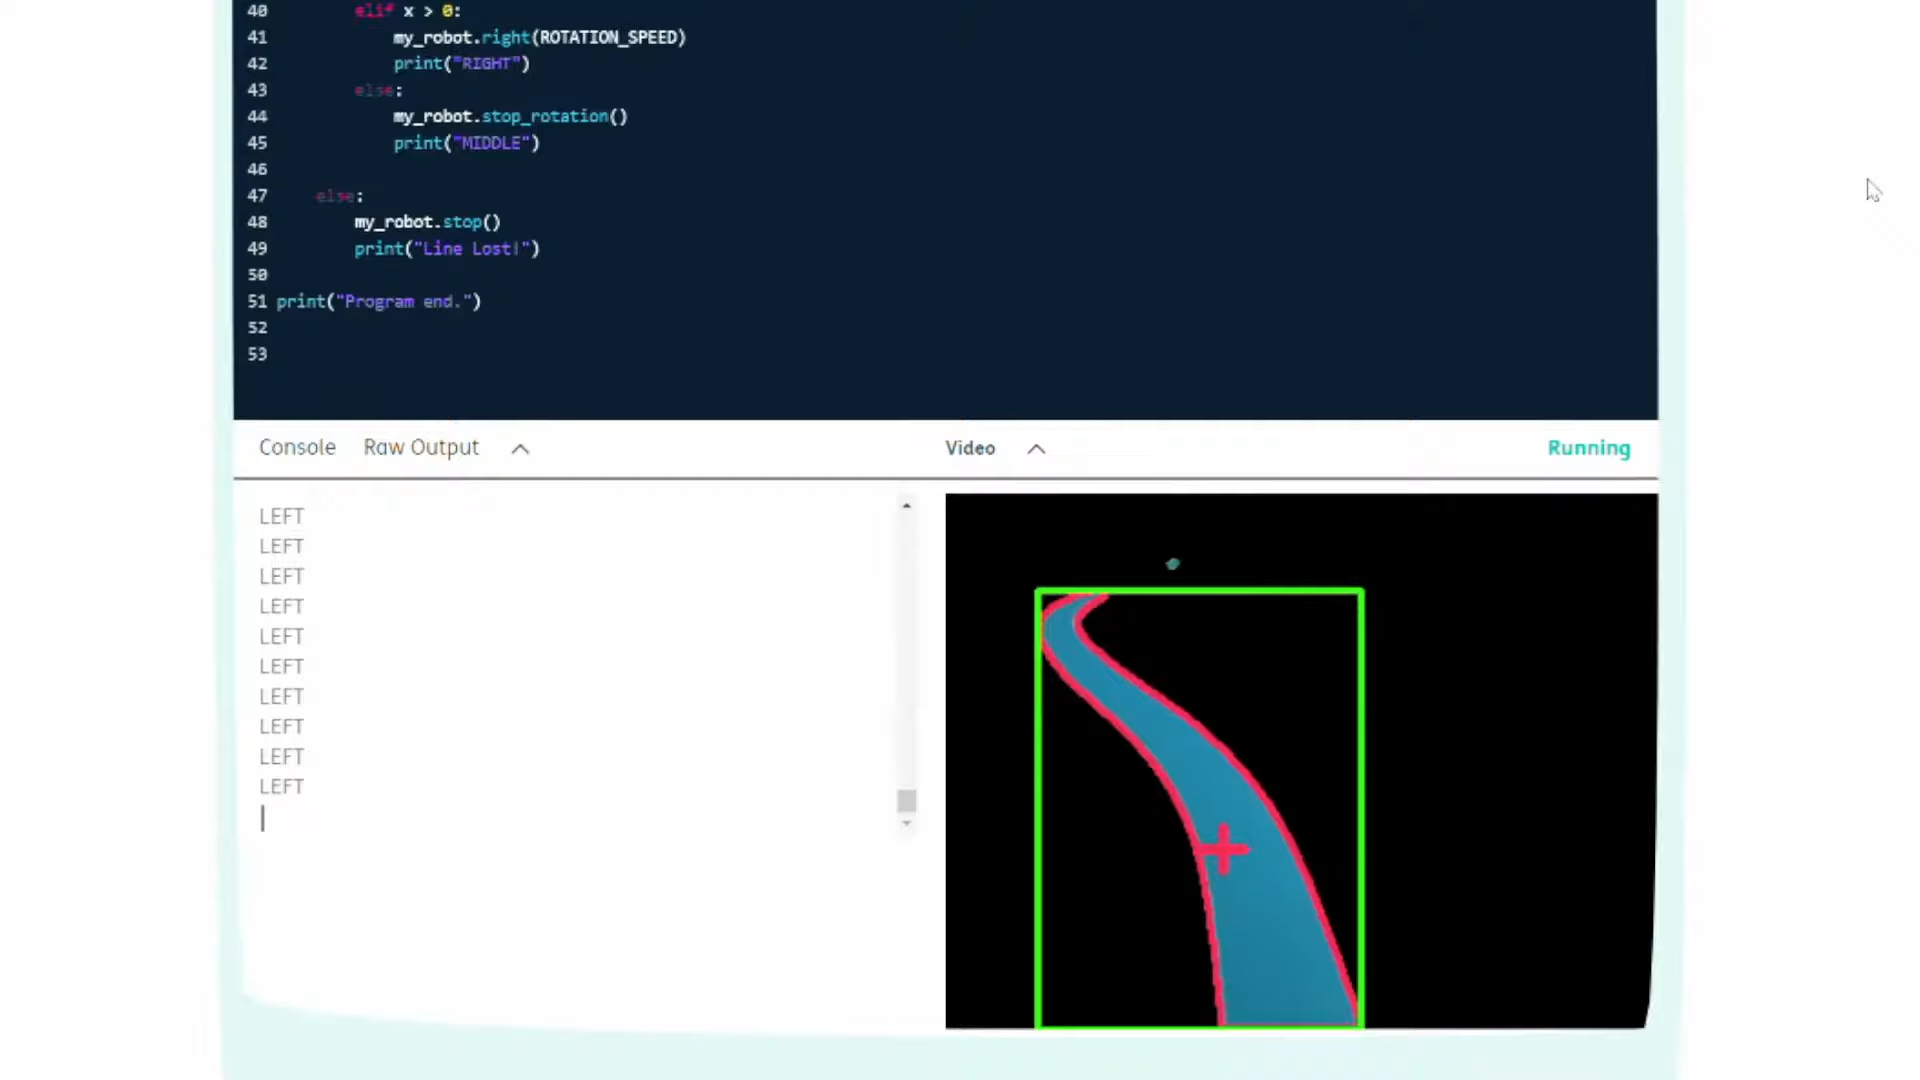 40 elif x > 0:
41 my_robot.right(ROTATION_SPEED)
42 print("RIGHT")
43 else:
44 my_robot.stop_rotation()
45 print("MIDDLE")
46
47 else:
48 my_robot.stop()
49 print("Line Lost!")
50
51 print("Program end.")
52
53
Console Raw Output Video Running
LEFT
LEFT
LEFT
LEFT
LEFT
LEFT
LEFT
LEFT
LEFT
LEFT